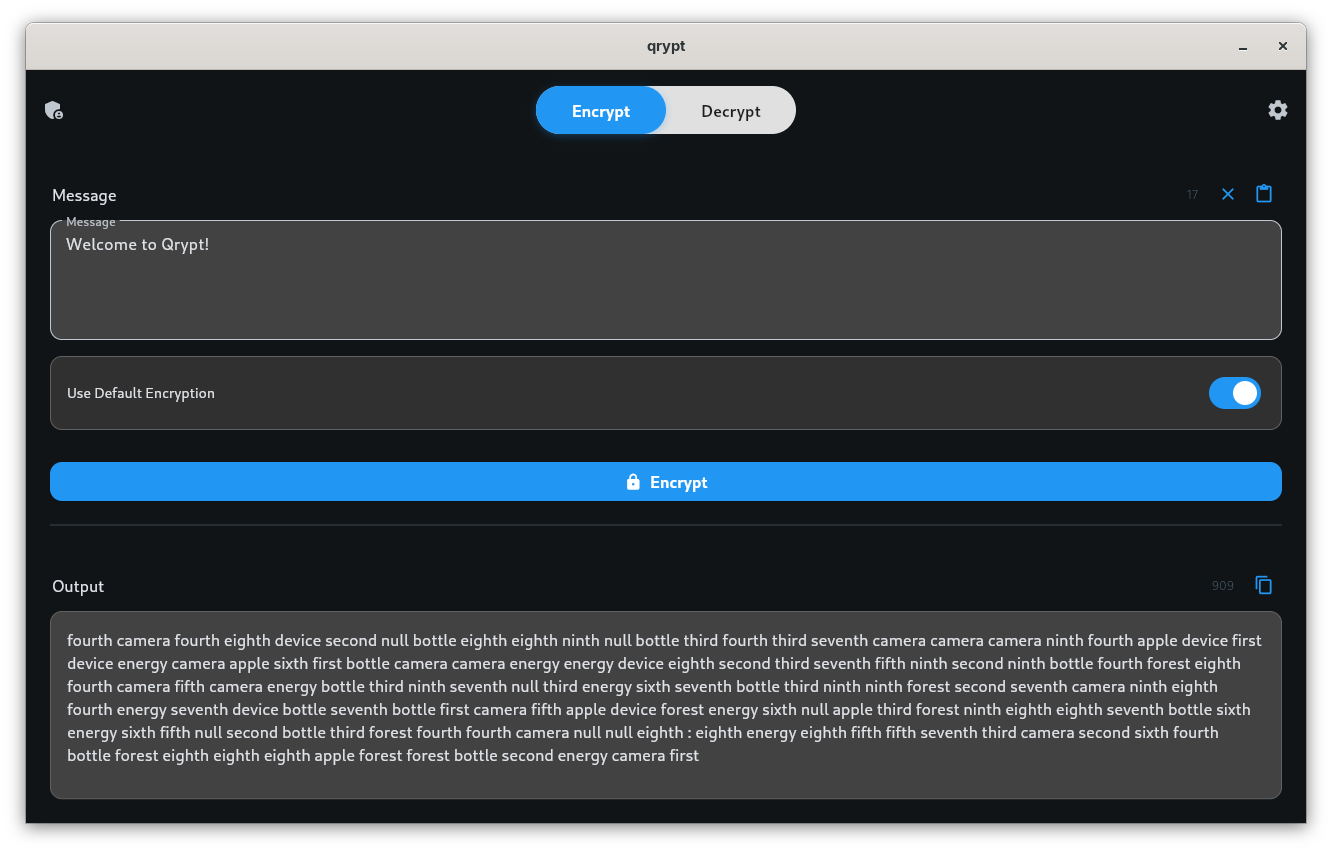 qrypt
Encrypt
Decrypt
Message
17
Message
Welcome to Qrypt!
Use Default Encryption
Encrypt
Output
909
fourth camera fourth eighth device second null bottle eighth eighth ninth null bottle third fourth third seventh camera camera camera ninth fourth apple device first
device energy camera apple sixth first bottle camera camera energy energy device eighth second third seventh fifth ninth second ninth bottle fourth forest eighth
fourth camera fifth camera energy bottle third ninth seventh null third energy sixth seventh bottle third ninth ninth forest second seventh camera ninth eighth
fourth energy seventh device bottle seventh bottle first camera fifth apple device forest energy sixth null apple third forest ninth eighth eighth seventh bottle sixth
energy sixth fifth null second bottle third forest fourth fourth camera null null eighth : eighth energy eighth fifth fifth seventh third camera second sixth fourth
bottle forest eighth eighth eighth apple forest forest bottle second energy camera first